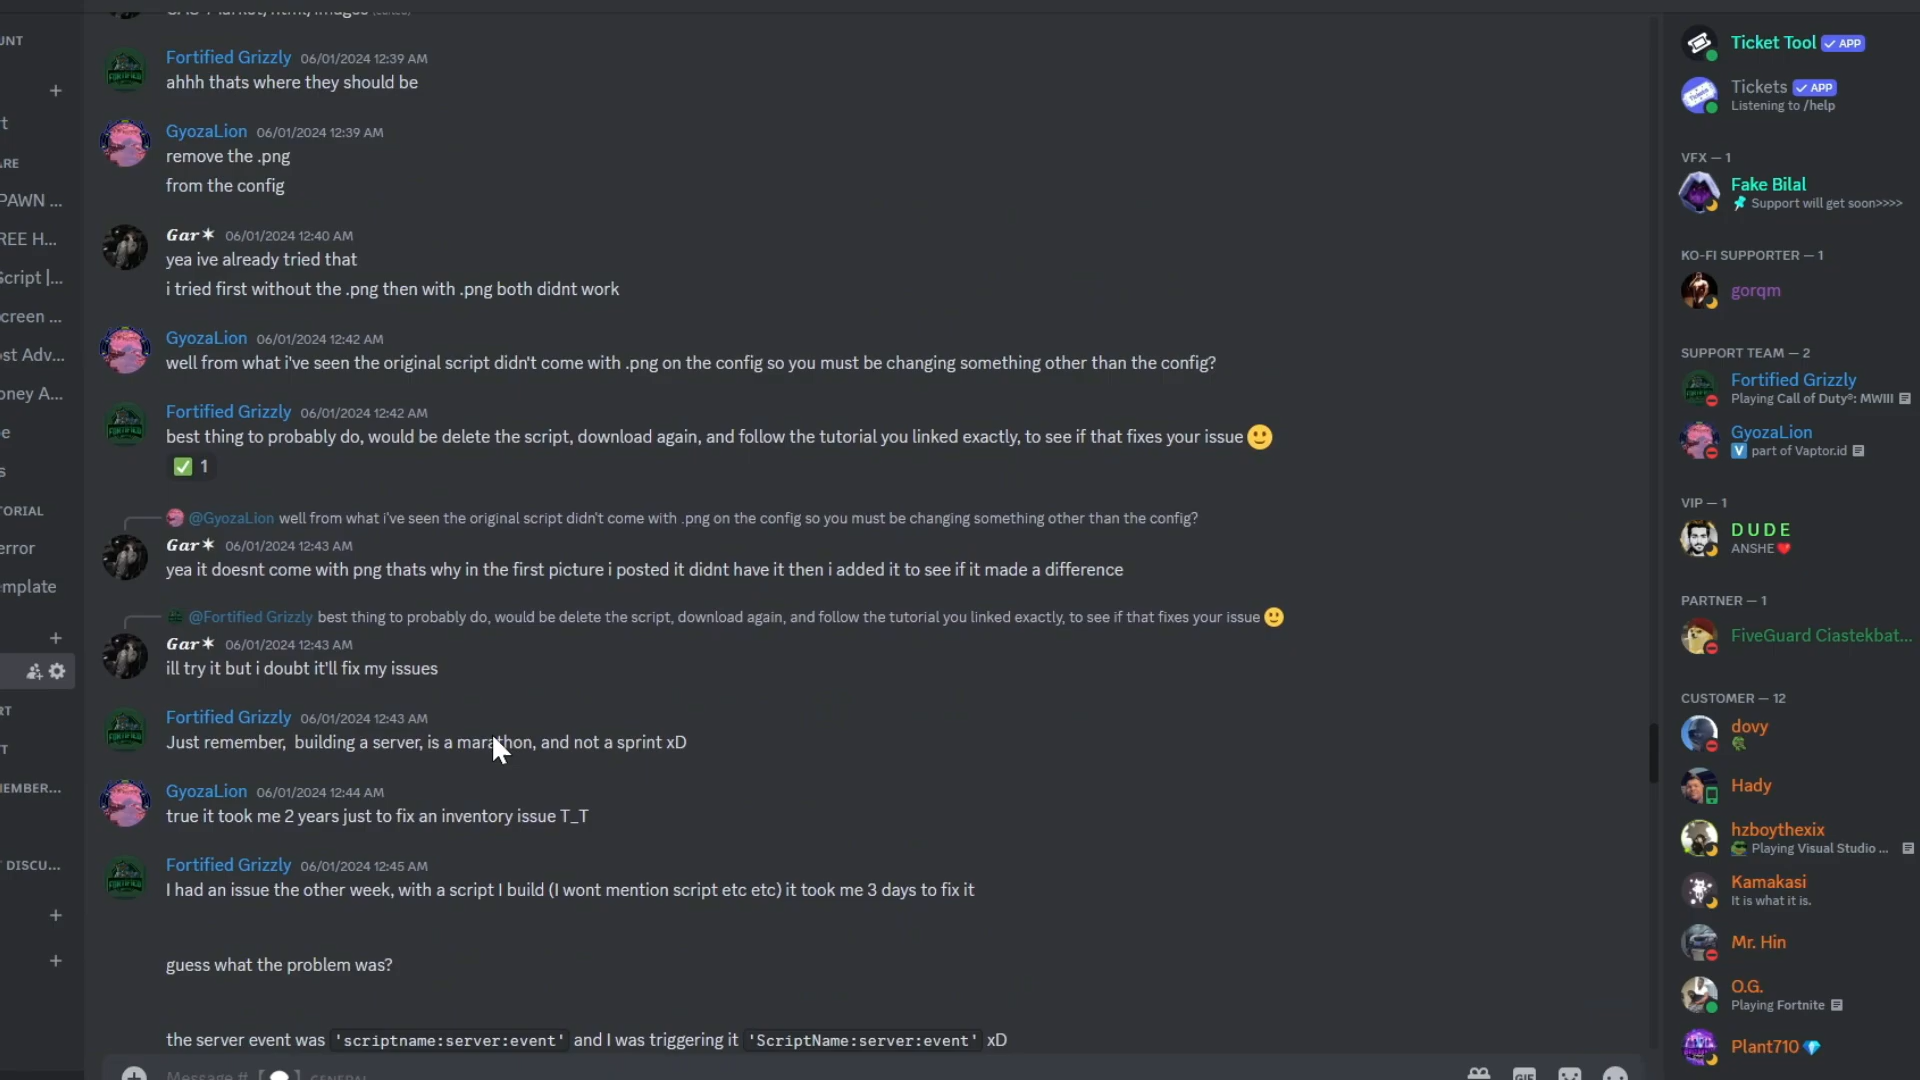 UNT
t
RE
PAWN ...
REE H...
Script |...
creen ...
st Adv...
oney A...
e
s
ORIAL
error
emplate
RT
T
EMBER...
DISCU...
Fortified Grizzly 06/01/2024 12:39 AM
ahhh thats where they should be
GyozaLion 06/01/2024 12:39 AM
remove the .png
from the config
Gar✶ 06/01/2024 12:40 AM
yea ive already tried that
i tried first without the .png then with .png both didnt work
GyozaLion 06/01/2024 12:42 AM
well from what i've seen the original script didn't come with .png on the config so you must be changing something other than the config?
Fortified Grizzly 06/01/2024 12:42 AM
best thing to probably do, would be delete the script, download again, and follow the tutorial you linked exactly, to see if that fixes your issue 🙂
✅ 1
@GyozaLion well from what i've seen the original script didn't come with .png on the config so you must be changing something other than the config?
Gar✶ 06/01/2024 12:43 AM
yea it doesnt come with png thats why in the first picture i posted it didnt have it then i added it to see if it made a difference
@Fortified Grizzly best thing to probably do, would be delete the script, download again, and follow the tutorial you linked exactly, to see if that fixes your issue 🙂
Gar✶ 06/01/2024 12:43 AM
ill try it but i doubt it'll fix my issues
Fortified Grizzly 06/01/2024 12:43 AM
Just remember, building a server, is a marathon, and not a sprint xD
GyozaLion 06/01/2024 12:44 AM
true it took me 2 years just to fix an inventory issue T_T
Fortified Grizzly 06/01/2024 12:45 AM
I had an issue the other week, with a script I build (I wont mention script etc etc) it took me 3 days to fix it
guess what the problem was?
the server event was 'scriptname:server:event' and I was triggering it 'ScriptName:server:event' xD
Ticket Tool ✓ APP
Tickets ✓ APP
Listening to /help
VFX — 1
Fake Bilal
Support will get soon>>>>
KO-FI SUPPORTER — 1
gorqm
SUPPORT TEAM — 2
Fortified Grizzly
Playing Call of Duty®: MWIII
GyozaLion
V part of Vaptor.id
VIP — 1
D U D E
ANSHE❤️
PARTNER — 1
FiveGuard Ciastekbat...
CUSTOMER — 12
dovy
Hady
hzboythexix
Playing Visual Studio ...
Kamakasi
It is what it is.
Mr. Hin
O.G.
Playing Fortnite
Plant710💎